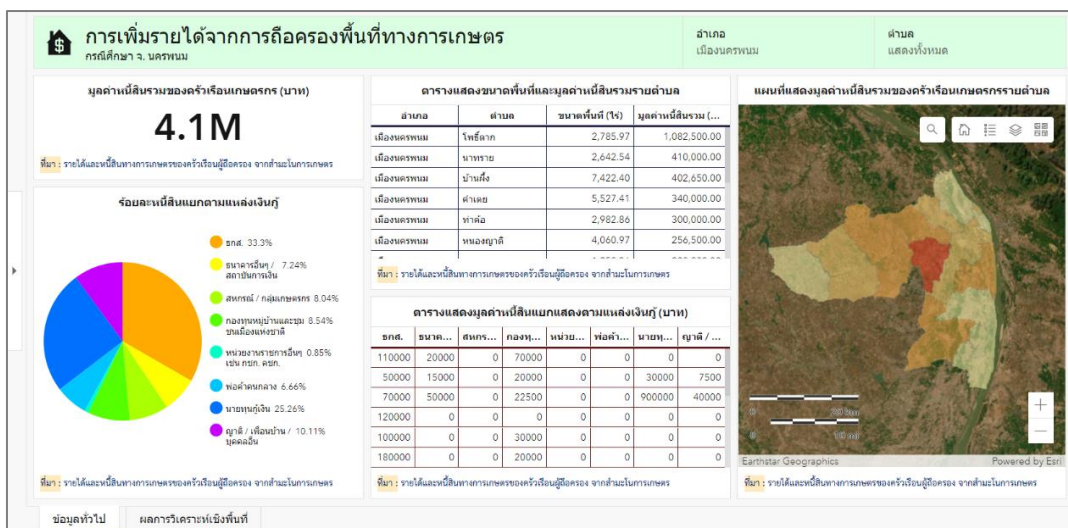 การเพิ่มรายได้จากการถือครองพื้นที่ทางการเกษตร
กรณีศึกษา จ. นครพนม
อำเภอ
เมืองนครพนม
ตำบล
แสดงทั้งหมด
มูลค่าหนี้สินรวมของครัวเรือนเกษตรกร (บาท)
4.1M
ที่มา : รายได้และหนี้สินทางการเกษตรของครัวเรือนผู้ถือครอง จากสำมะโนการเกษตร
ร้อยละหนี้สินแยกตามแหล่งเงินกู้
ธกส. 33.3%
ธนาคารอื่นๆ / 7.24%
สถาบันการเงิน
สหกรณ์ / กลุ่มเกษตรกร 8.04%
กองทุนหมู่บ้านและชุม 8.54%
ชนเมืองแห่งชาติ
หน่วยงานราชการอื่นๆ 0.85%
เช่น กขก. คชก.
พ่อค้าคนกลาง 6.66%
นายทุนกู้เงิน 25.26%
ญาติ / เพื่อนบ้าน / 10.11%
บุคคลอื่น
ที่มา : รายได้และหนี้สินทางการเกษตรของครัวเรือนผู้ถือครอง จากสำมะโนการเกษตร
ตารางแสดงขนาดพื้นที่และมูลค่าหนี้สินรวมรายตำบล
อำเภอ ตำบล ขนาดพื้นที่ (ไร่) มูลค่าหนี้สินรวม (...
เมืองนครพนม โพธิ์ตาก 2,785.97 1,082,500.00
เมืองนครพนม นาทราย 2,642.54 410,000.00
เมืองนครพนม บ้านผึ้ง 7,422.40 402,650.00
เมืองนครพนม คำเตย 5,527.41 340,000.00
เมืองนครพนม ท่าค้อ 2,982.86 300,000.00
เมืองนครพนม หนองญาติ 4,060.97 256,500.00
ที่มา : รายได้และหนี้สินทางการเกษตรของครัวเรือนผู้ถือครอง จากสำมะโนการเกษตร
ตารางแสดงมูลค่าหนี้สินแยกแสดงตามแหล่งเงินกู้ (บาท)
ธกส. ธนาค... สหกร... กองทุ... หน่วย... พ่อค้า... นายทุ... ญาติ / ...
110000 20000 0 70000 0 0 0 0
50000 15000 0 20000 0 0 30000 7500
70000 50000 0 22500 0 0 900000 40000
120000 0 0 0 0 0 0 0
100000 0 0 30000 0 0 0 0
180000 0 0 20000 0 0 0 0
ที่มา : รายได้และหนี้สินทางการเกษตรของครัวเรือนผู้ถือครอง จากสำมะโนการเกษตร
แผนที่แสดงมูลค่าหนี้สินรวมของครัวเรือนเกษตรกรรายตำบล
0 20 km
0 10 mi
Earthstar Geographics Powered by Esri
ที่มา : รายได้และหนี้สินทางการเกษตรของครัวเรือนผู้ถือครอง จากสำมะโนการเกษตร
ข้อมูลทั่วไป ผลการวิเคราะห์เชิงพื้นที่